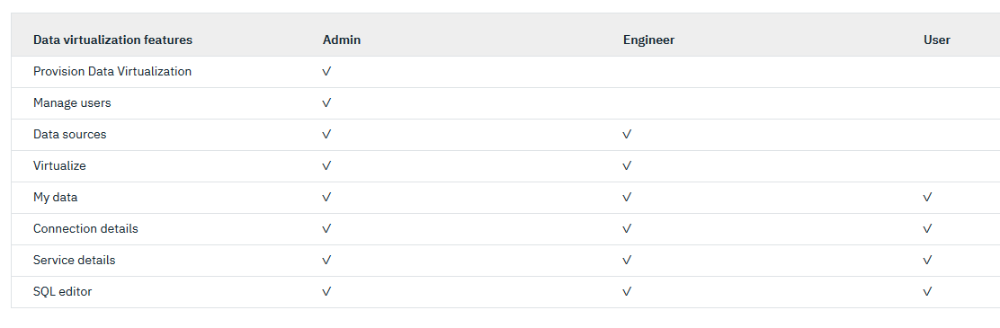 Data virtualization features Admin Engineer User
Provision Data Virtualization ✓
Manage users ✓
Data sources ✓ ✓
Virtualize ✓ ✓
My data ✓ ✓ ✓
Connection details ✓ ✓ ✓
Service details ✓ ✓ ✓
SQL editor ✓ ✓ ✓